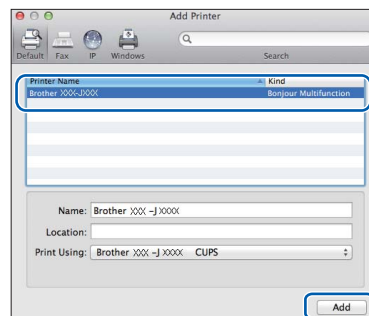 Add Printer
Default Fax IP Windows Search
Printer Name Kind
Brother XXX-JXXX Bonjour Multifunction
Name: Brother XXX -J XXXX
Location:
Print Using: Brother XXX -J XXXX CUPS
Add